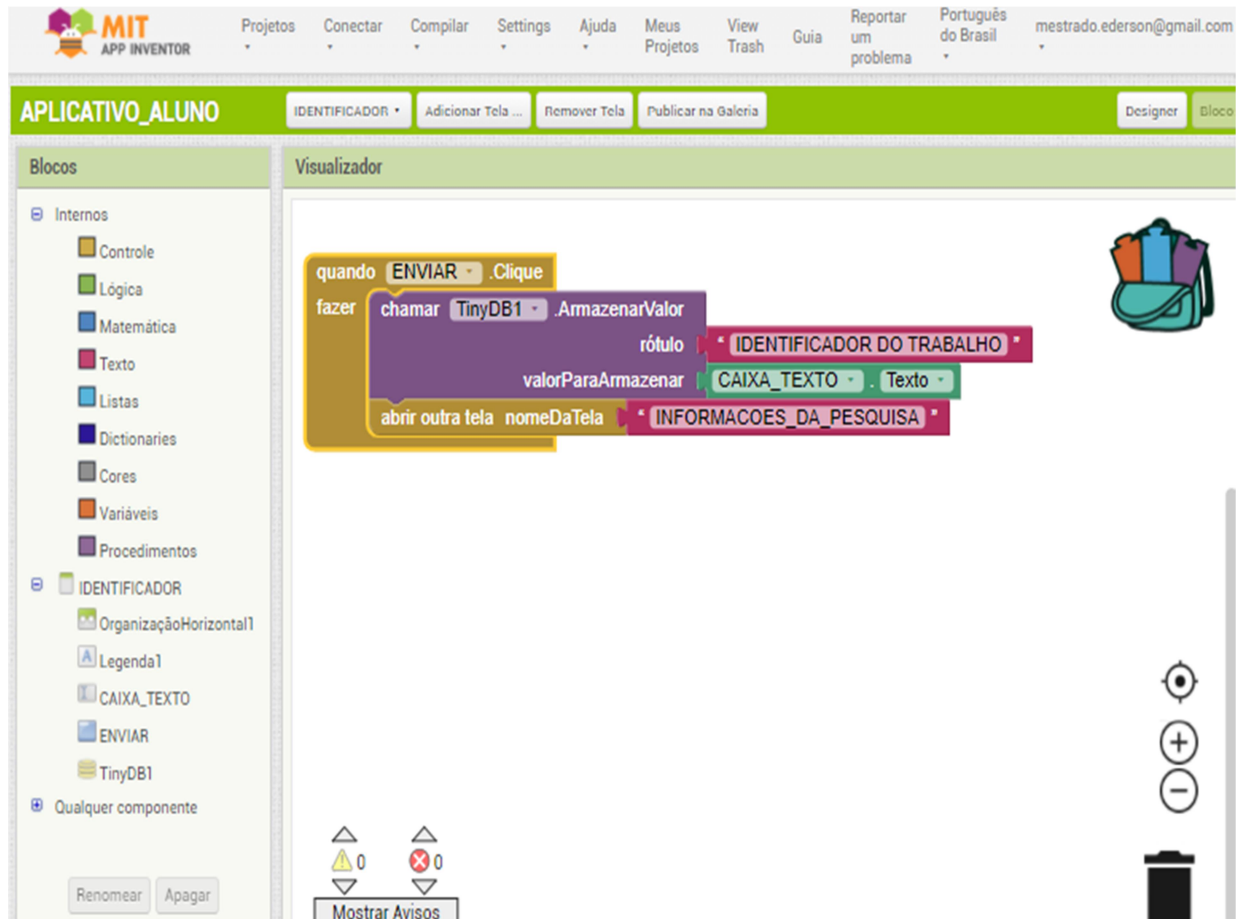 MIT
APP INVENTOR
Projetos
Conectar
Compilar
Settings
Ajuda
Meus
Projetos
View
Trash
Guia
Reportar
um
problema
Português
do Brasil
mestrado.ederson@gmail.com
APLICATIVO_ALUNO
IDENTIFICADOR
Adicionar Tela ...
Remover Tela
Publicar na Galeria
Designer
Bloco
Blocos
Internos
Controle
Lógica
Matemática
Texto
Listas
Dictionaries
Cores
Variáveis
Procedimentos
IDENTIFICADOR
OrganizaçãoHorizontal1
A Legenda1
CAIXA_TEXTO
ENVIAR
TinyDB1
Qualquer componente
Renomear
Apagar
Visualizador
quando ENVIAR .Clique
fazer chamar TinyDB1 .ArmazenarValor
rótulo " IDENTIFICADOR DO TRABALHO "
valorParaArmazenar CAIXA_TEXTO . Texto
abrir outra tela nomeDaTela " INFORMACOES_DA_PESQUISA "
0 0
Mostrar Avisos